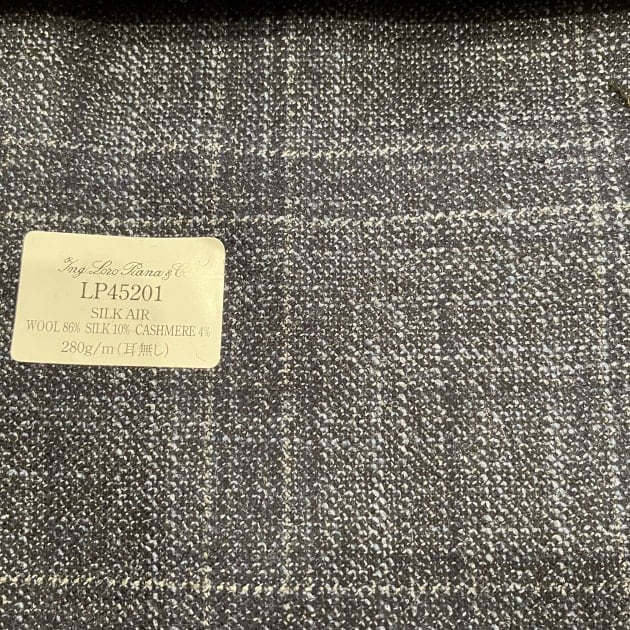 Ing Loro Piana & C.
LP45201
SILK AIR
WOOL 86% SILK 10% CASHMERE 4%
280g/m(耳無し)